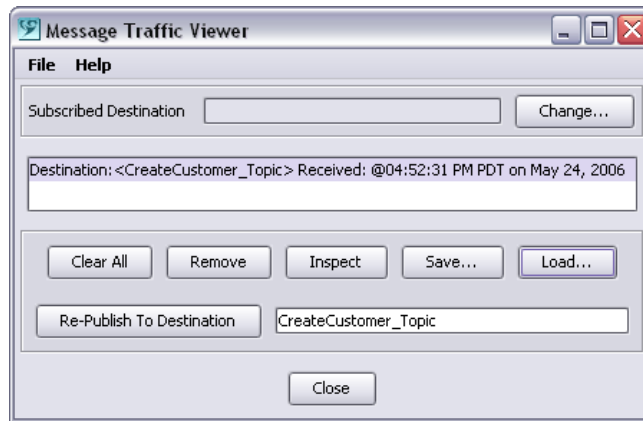 Message Traffic Viewer
File Help
Subscribed Destination Change...
Destination:<CreateCustomer_Topic> Received: @04:52:31 PM PDT on May 24, 2006
Clear All Remove Inspect Save... Load...
Re-Publish To Destination CreateCustomer_Topic
Close